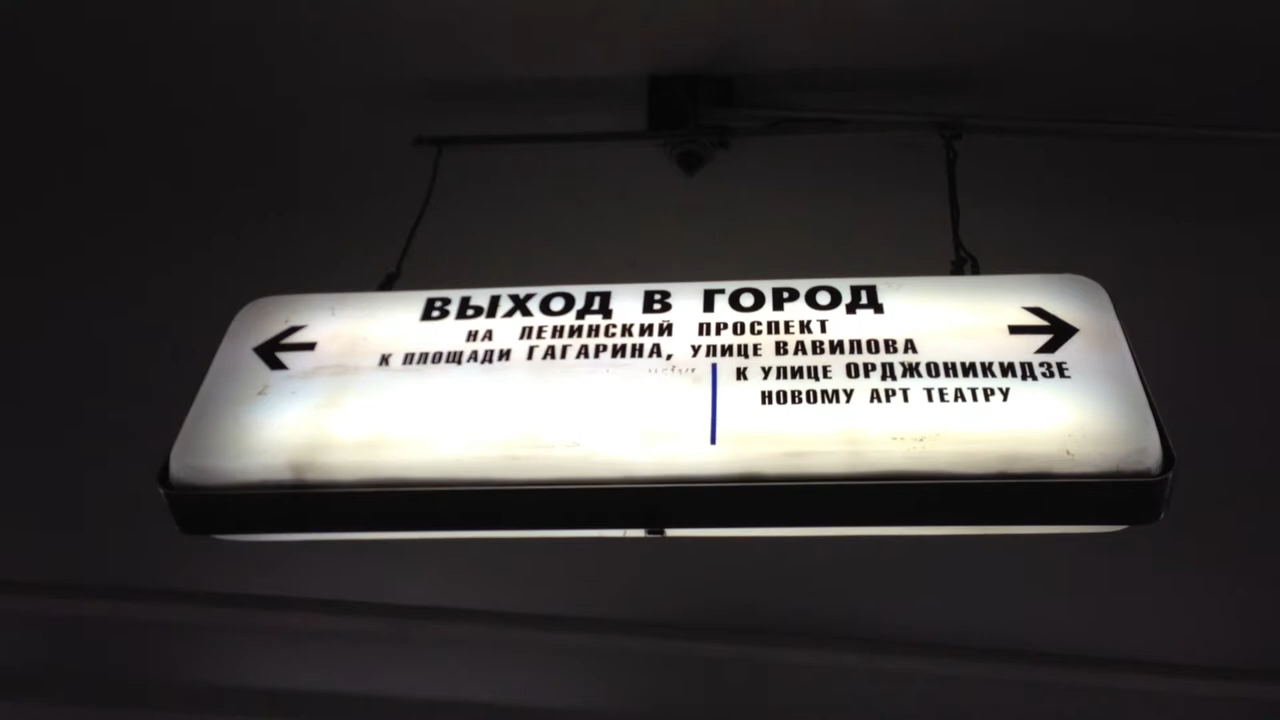 ВЫХОД В ГОРОД
НА ЛЕНИНСКИЙ ПРОСПЕКТ
К ПЛОЩАДИ ГАГАРИНА, УЛИЦЕ ВАВИЛОВА
К УЛИЦЕ ОРДЖОНИКИДЗЕ
НОВОМУ АРТ ТЕАТРУ